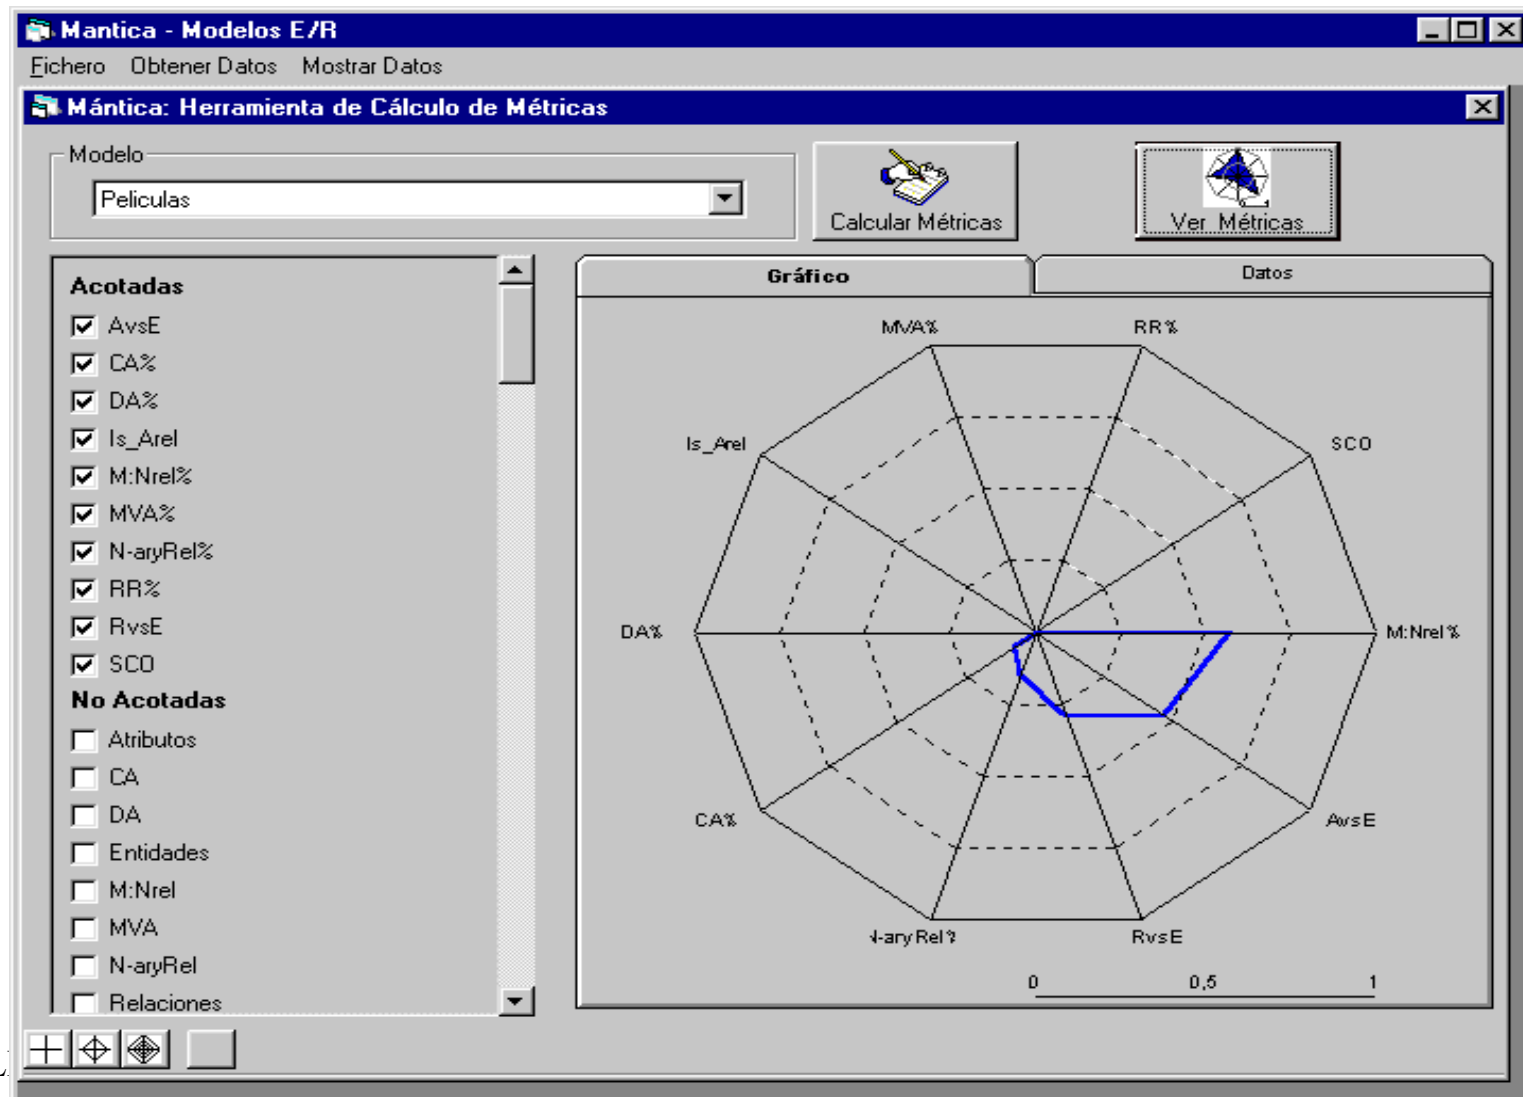 Mantica - Modelos E/R
Fichero Obtener Datos Mostrar Datos
Mántica: Herramienta de Cálculo de Métricas
Modelo
Peliculas
Calcular Métricas
Ver Métricas
Acotadas
AvsE
CA%
DA%
Is_Arel
M:Nrel%
MVA%
N-aryRel%
RR%
RvsE
SCO
No Acotadas
Atributos
CA
DA
Entidades
M:Nrel
MVA
N-aryRel
Relaciones
Gráfico
Datos
MVA%
RR%
Is_Arel
SCO
DA%
M:Nrel%
CA%
AvsE
N-aryRel%
RvsE
0 0,5 1